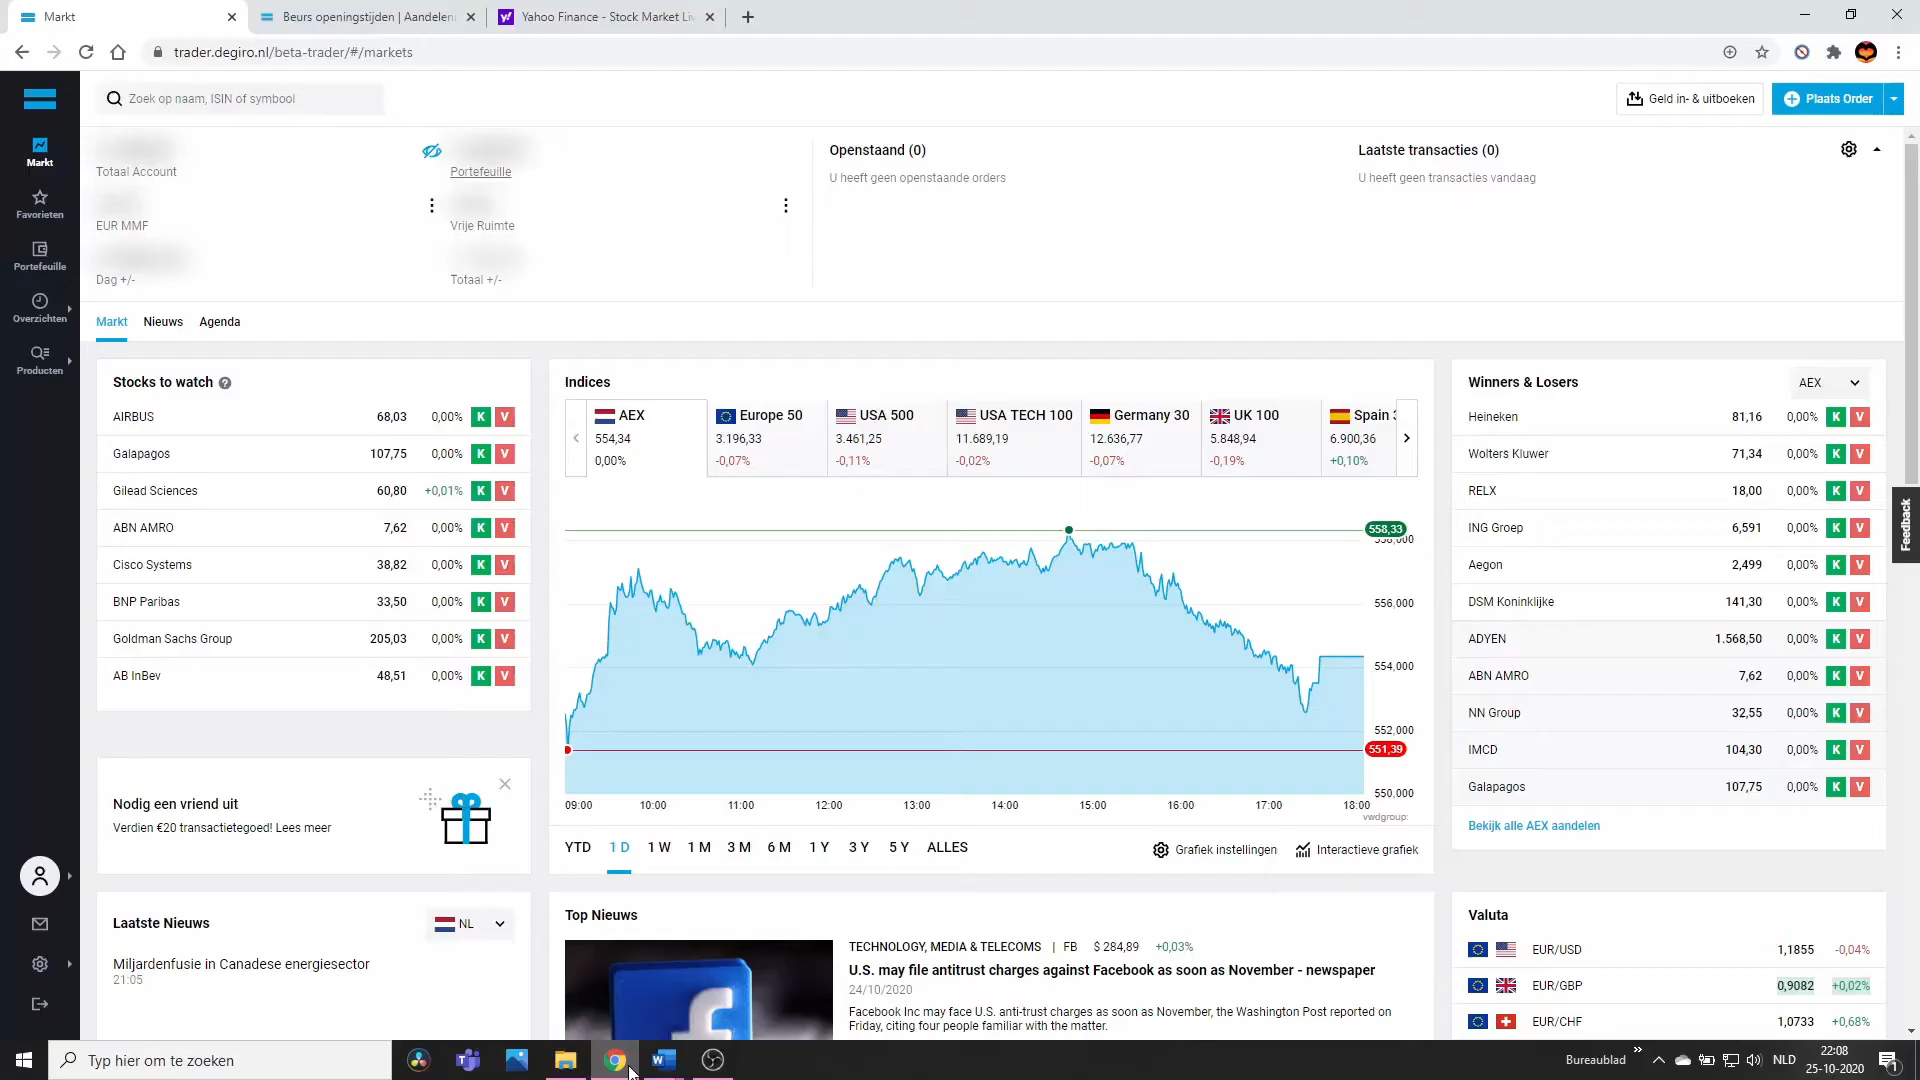 Markt
Beurs openingstijden | Aandelen
Yahoo Finance - Stock Market Li
trader.degiro.nl/beta-trader/#/markets
Zoek op naam, ISIN of symbool
Geld in- & uitboeken
Plaats Order
Markt
Favorieten
Portefeuille
Overzichten
Producten
Totaal Account
Portefeuille
EUR MMF
Vrije Ruimte
Dag +/-
Totaal +/-
Openstaand (0)
U heeft geen openstaande orders
Laatste transacties (0)
U heeft geen transacties vandaag
Markt Nieuws Agenda
Stocks to watch ?
AIRBUS 68,03 0,00% K V
Galapagos 107,75 0,00% K V
Gilead Sciences 60,80 +0,01% K V
ABN AMRO 7,62 0,00% K V
Cisco Systems 38,82 0,00% K V
BNP Paribas 33,50 0,00% K V
Goldman Sachs Group 205,03 0,00% K V
AB InBev 48,51 0,00% K V
Nodig een vriend uit
Verdien €20 transactietegoed! Lees meer
Laatste Nieuws
NL
Miljardenfusie in Canadese energiesector
21:05
Indices
AEX
554,34
0,00%
Europe 50
3.196,33
-0,07%
USA 500
3.461,25
-0,11%
USA TECH 100
11.689,19
-0,02%
Germany 30
12.636,77
-0,07%
UK 100
5.848,94
-0,19%
Spain 3
6.900,36
+0,10%
558,33
558,000
556,000
554,000
552,000
551,39
550,000
09:00 10:00 11:00 12:00 13:00 14:00 15:00 16:00 17:00 18:00
vwdgroup:
YTD 1 D 1 W 1 M 3 M 6 M 1 Y 3 Y 5 Y ALLES
Grafiek instellingen
Interactieve grafiek
Top Nieuws
TECHNOLOGY, MEDIA & TELECOMS | FB $ 284,89 +0,03%
U.S. may file antitrust charges against Facebook as soon as November - newspaper
24/10/2020
Facebook Inc may face U.S. anti-trust charges as soon as November, the Washington Post reported on
Friday, citing four people familiar with the matter.
Winners & Losers
AEX
Heineken 81,16 0,00% K V
Wolters Kluwer 71,34 0,00% K V
RELX 18,00 0,00% K V
ING Groep 6,591 0,00% K V
Aegon 2,499 0,00% K V
DSM Koninklijke 141,30 0,00% K V
ADYEN 1.568,50 0,00% K V
ABN AMRO 7,62 0,00% K V
NN Group 32,55 0,00% K V
IMCD 104,30 0,00% K V
Galapagos 107,75 0,00% K V
Bekijk alle AEX aandelen
Valuta
EUR/USD 1,1855 -0,04%
EUR/GBP 0,9082 +0,02%
EUR/CHF 1,0733 +0,68%
Feedback
Typ hier om te zoeken
Bureaublad
NLD
22:08
25-10-2020
1